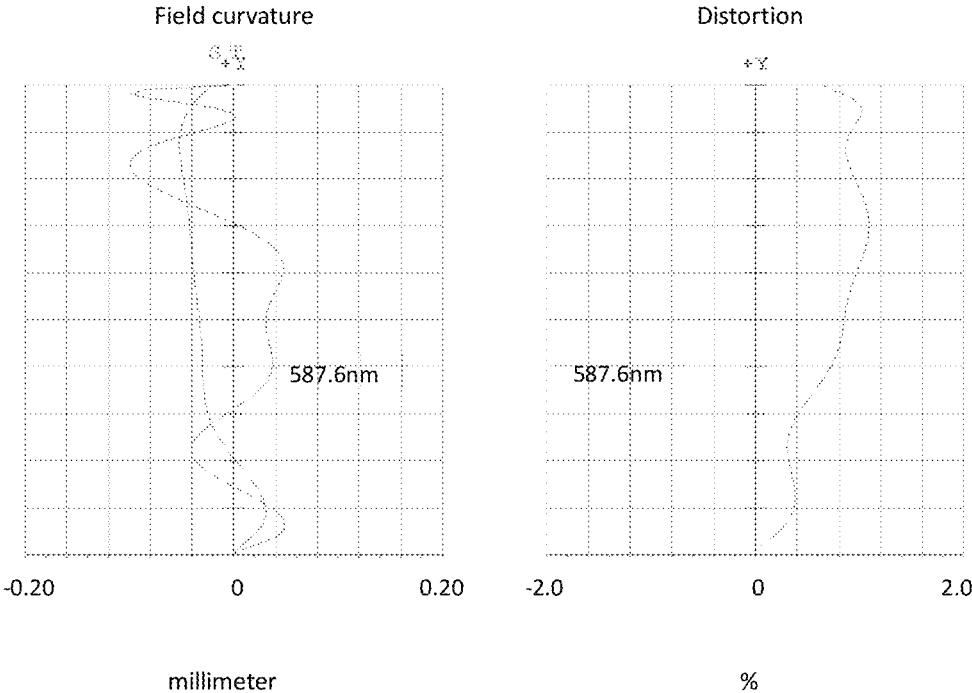 Field curvature
Distortion
S T
+Y
+Y
587.6nm
587.6nm
-0.20
0
0.20
-2.0
0
2.0
millimeter
%